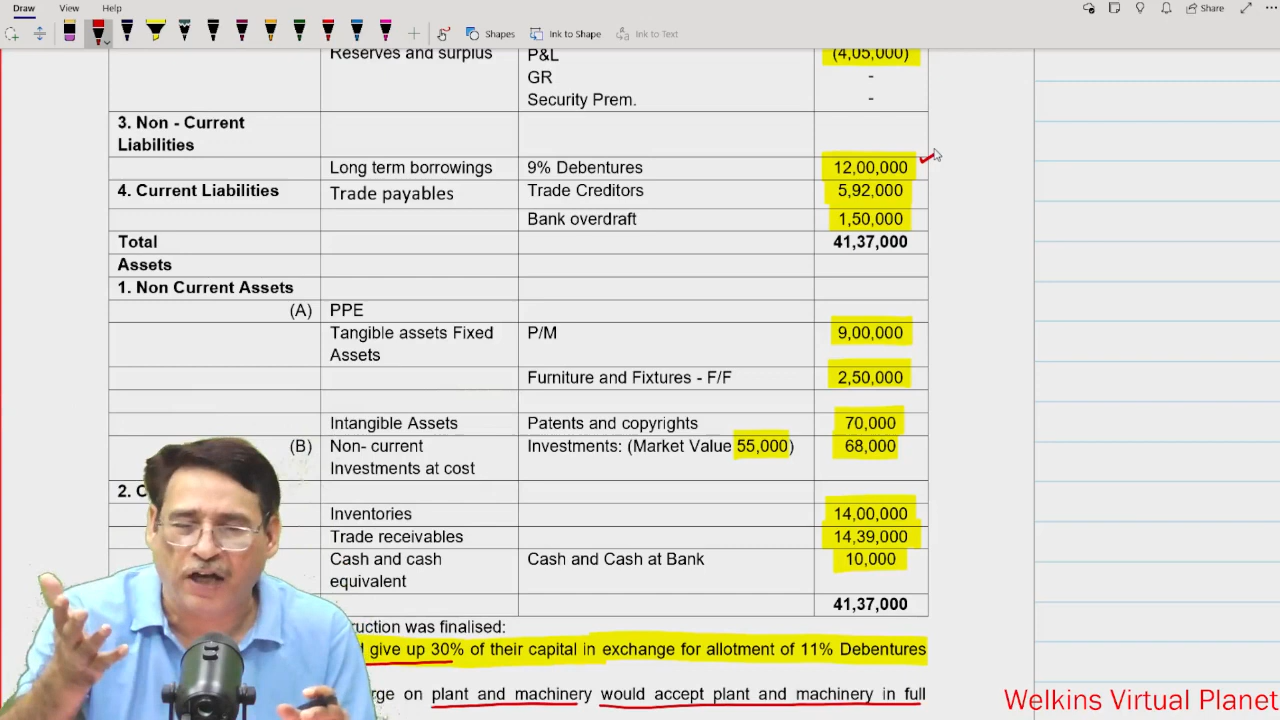 Draw View Help
Shapes Ink to Shape Ink to Text Share
Reserves and surplus P&L (4,05,000)
GR -
Security Prem. -
3. Non - Current
Liabilities
Long term borrowings 9% Debentures 12,00,000
4. Current Liabilities Trade payables Trade Creditors 5,92,000
Bank overdraft 1,50,000
Total 41,37,000
Assets
1. Non Current Assets
(A) PPE
Tangible assets Fixed P/M 9,00,000
Assets
Furniture and Fixtures - F/F 2,50,000
Intangible Assets Patents and copyrights 70,000
(B) Non- current Investments: (Market Value 55,000) 68,000
Investments at cost
2. C
Inventories 14,00,000
Trade receivables 14,39,000
Cash and cash Cash and Cash at Bank 10,000
equivalent
41,37,000
ruction was finalised:
give up 30% of their capital in exchange for allotment of 11% Debentures
rge on plant and machinery would accept plant and machinery in full
Welkins Virtual Planet